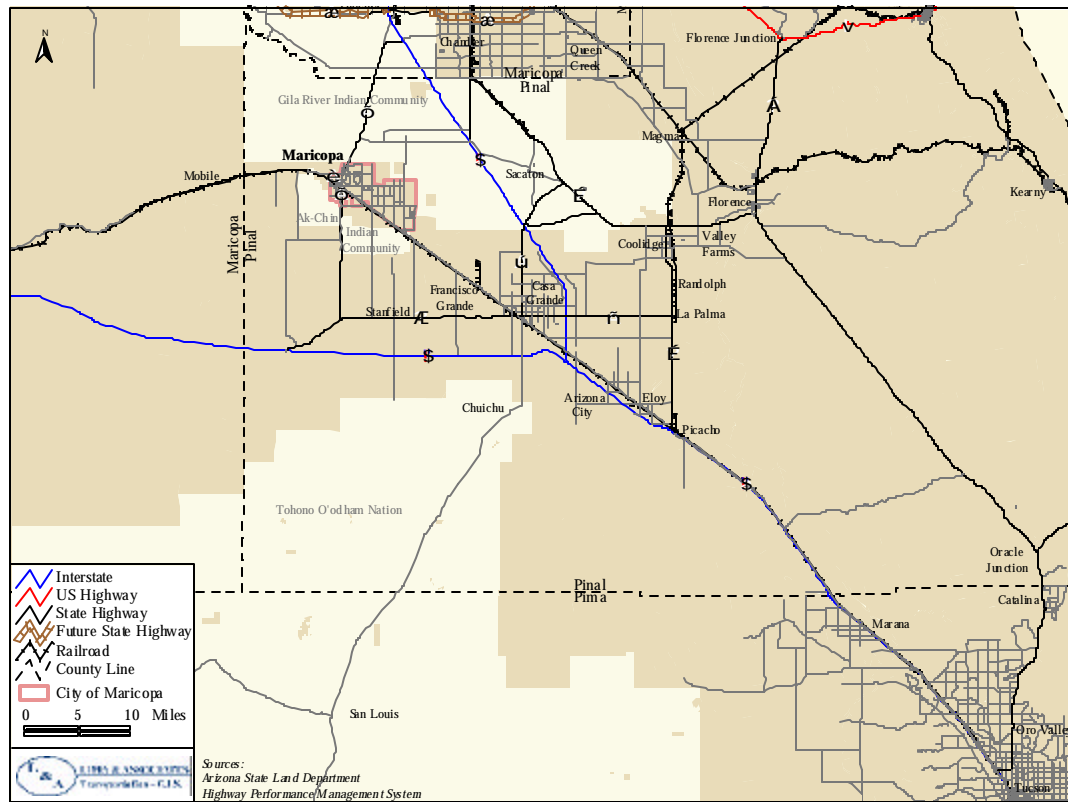 N
Florence Junction
Chandler
Queen
Creek
Maricopa
Pinal
Gila River Indian Community
Magma
Maricopa
Mobile
Sacaton
Kearny
Florence
Ak-Chin
Indian
Community
Maricopa
Pinal
Coolidge
Valley
Farms
Francisco
Grande
Casa
Grande
Randolph
Stanfield
La Palma
Chuichu
Arizona
City
Eloy
Picacho
Tohono O'odham Nation
Oracle
Junction
Pinal
Pima
Catalina
Marana
San Louis
Oro Valley
Tucson
Interstate
US Highway
State Highway
Future State Highway
Railroad
County Line
City of Maricopa
0 5 10 Miles
L & A
LIMA & ASSOCIATES
Transportation - G.I.S.
Sources:
Arizona State Land Department
Highway Performance Management System